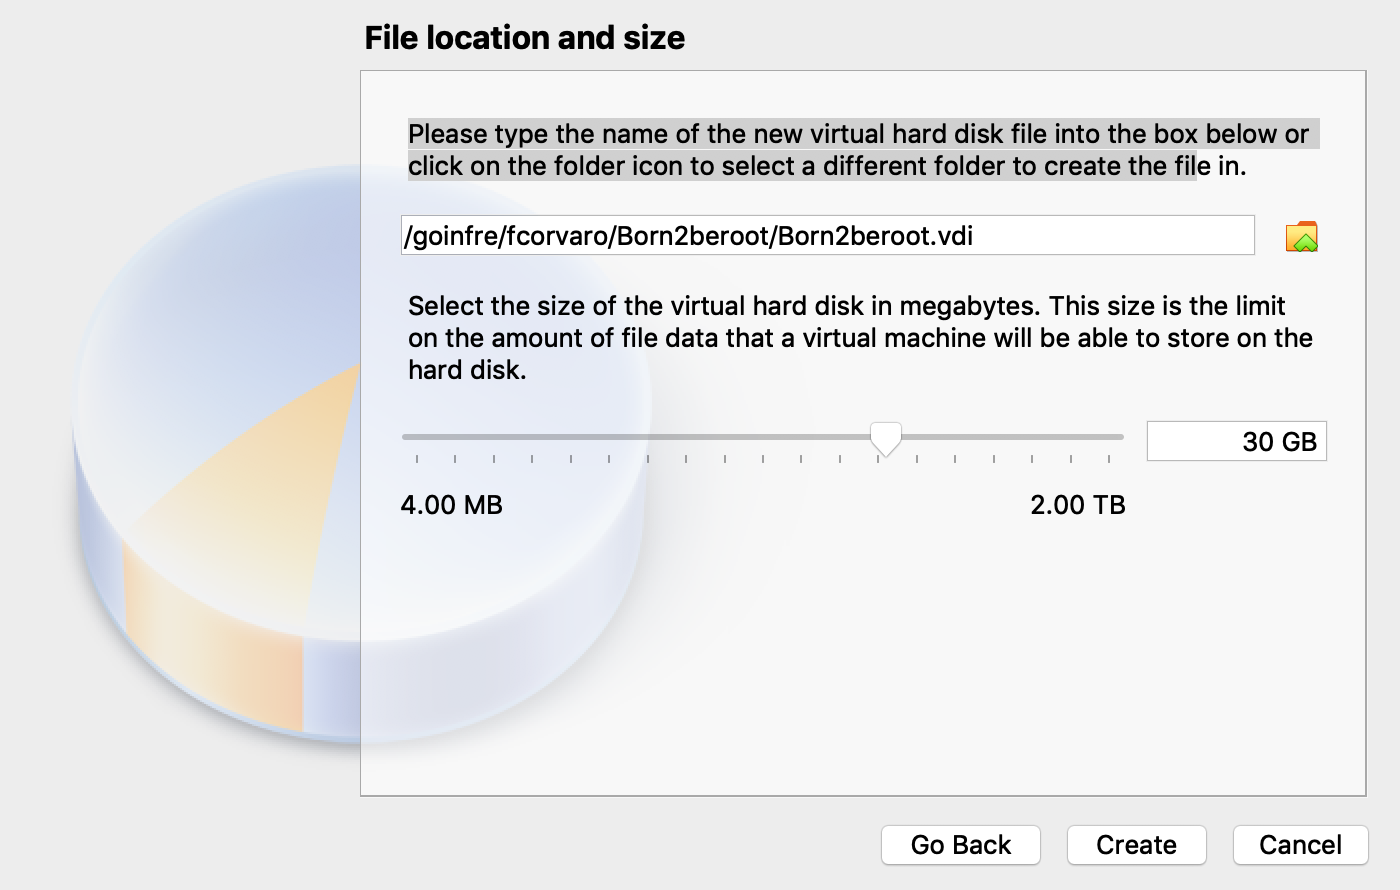 File location and size
Please type the name of the new virtual hard disk file into the box below or
click on the folder icon to select a different folder to create the file in.
/goinfre/fcorvaro/Born2beroot/Born2beroot.vdi
Select the size of the virtual hard disk in megabytes. This size is the limit
on the amount of file data that a virtual machine will be able to store on the
hard disk.
30 GB
4.00 MB
2.00 TB
Go Back
Create
Cancel